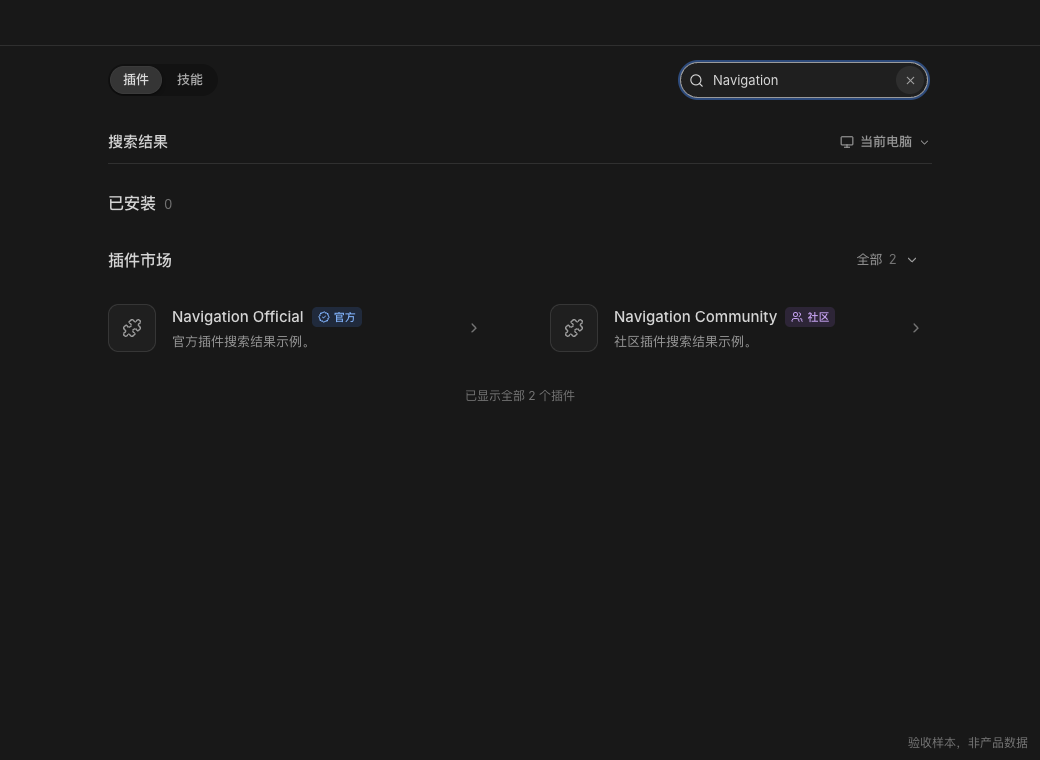 插件 技能 Navigation
搜索结果 当前电脑
已安装 0
插件市场 全部 2
Navigation Official 官方 Navigation Community 社区
官方插件搜索结果示例。 社区插件搜索结果示例。
已显示全部 2 个插件
验收样本，非产品数据